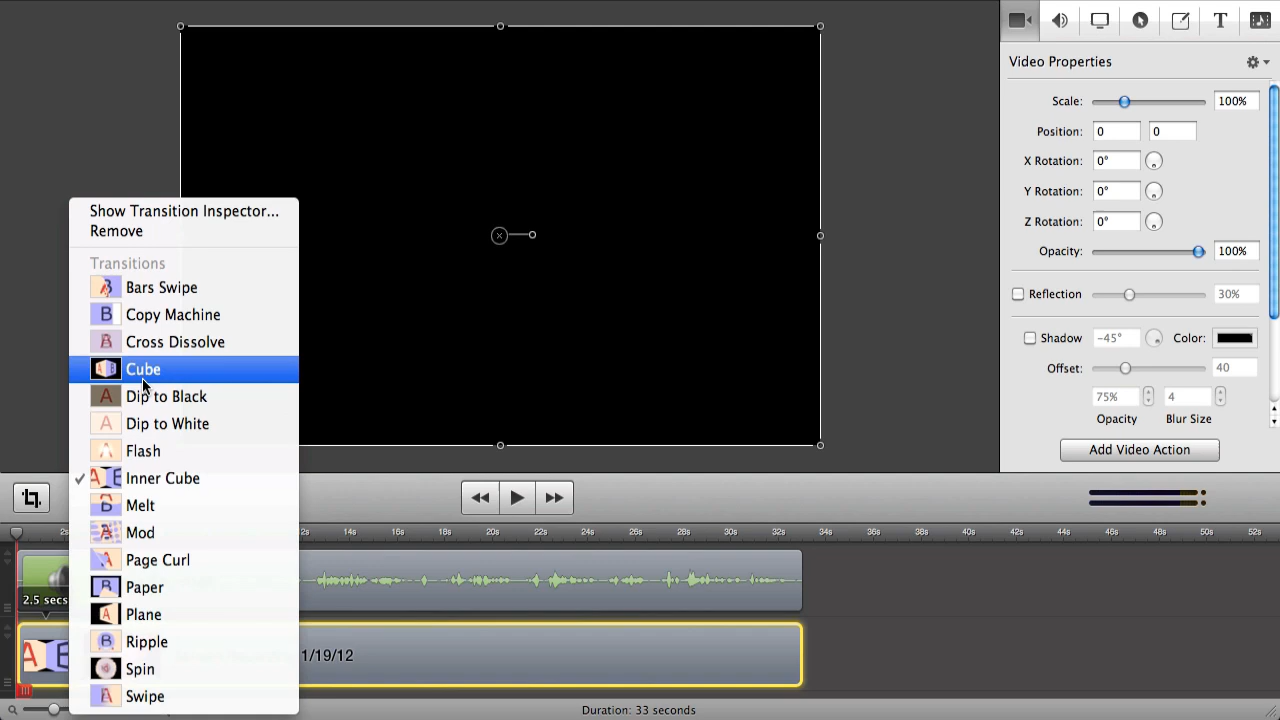 T
Video Properties
Scale: 100%
Position: 0 0
X Rotation: 0°
Y Rotation: 0°
Z Rotation: 0°
Opacity: 100%
Reflection 30%
Shadow -45° Color:
Offset: 40
75% 4
Opacity Blur Size
Add Video Action
Show Transition Inspector...
Remove
Transitions
Bars Swipe
Copy Machine
Cross Dissolve
Cube
Dip to Black
Dip to White
Flash
Inner Cube
Melt
Mod
Page Curl
Paper
Plane
Ripple
Spin
Swipe
2s 2s 14s 16s 18s 20s 22s 24s 26s 28s 30s 32s 34s 36s 38s 40s 42s 44s 46s 48s 50s 52s
2.5 secs
1/19/12
Duration: 33 seconds